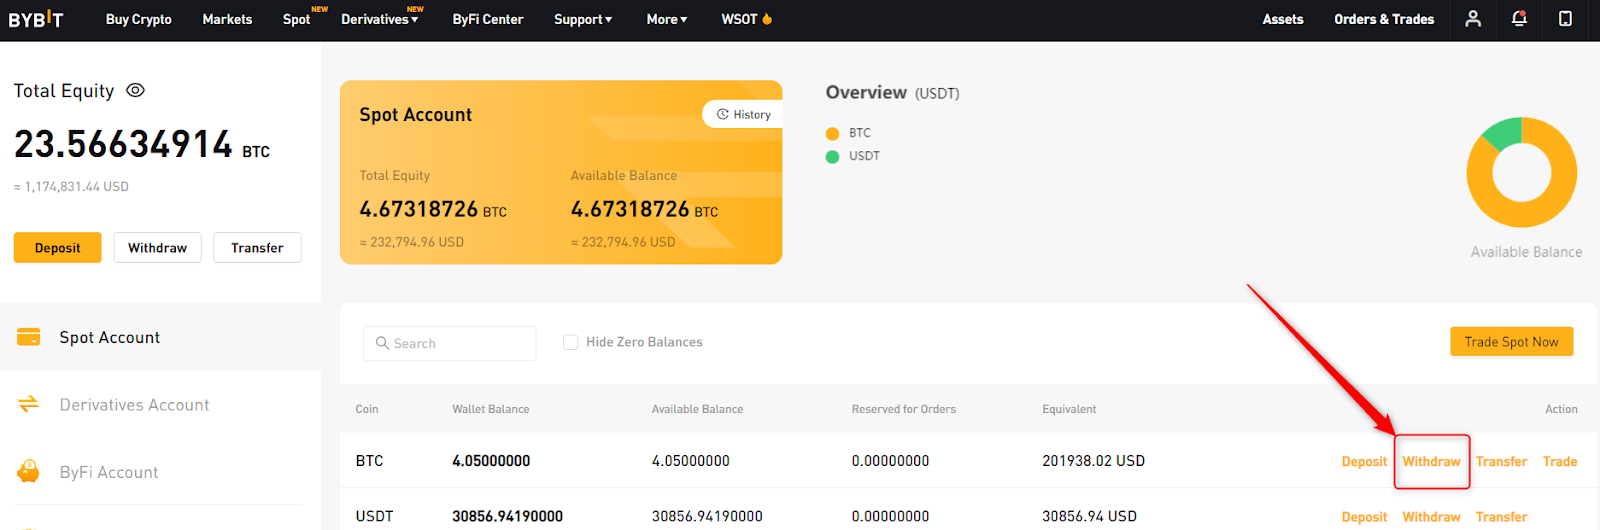 BYBIT Buy Crypto Markets Spot NEW Derivatives NEW ByFi Center Support More WSOT Assets Orders & Trades
Total Equity
23.56634914 BTC
≈ 1,174,831.44 USD
Deposit Withdraw Transfer
Spot Account
Derivatives Account
ByFi Account
Spot Account
History
Total Equity Available Balance
4.67318726 BTC 4.67318726 BTC
≈ 232,794.96 USD ≈ 232,794.96 USD
Overview (USDT)
BTC
USDT
Available Balance
Search Hide Zero Balances Trade Spot Now
Coin Wallet Balance Available Balance Reserved for Orders Equivalent Action
BTC 4.05000000 4.05000000 0.00000000 201938.02 USD Deposit Withdraw Transfer Trade
USDT 30856.94190000 30856.94190000 0.00000000 30856.94 USD Deposit Withdraw Transfer